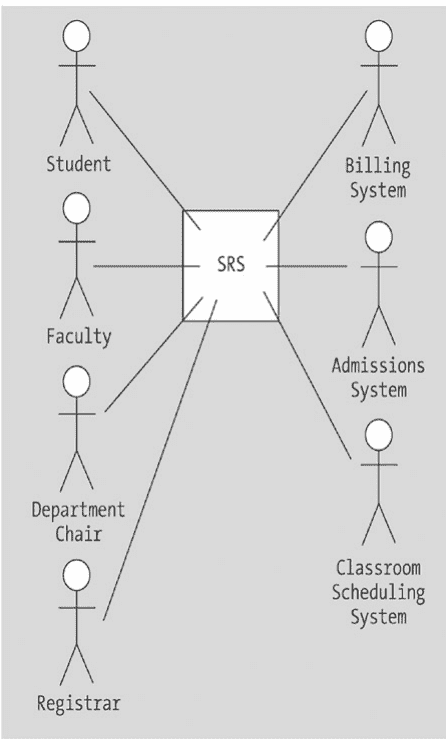 Student
Billing
System
SRS
Faculty
Admissions
System
Department
Chair
Classroom
Scheduling
System
Registrar